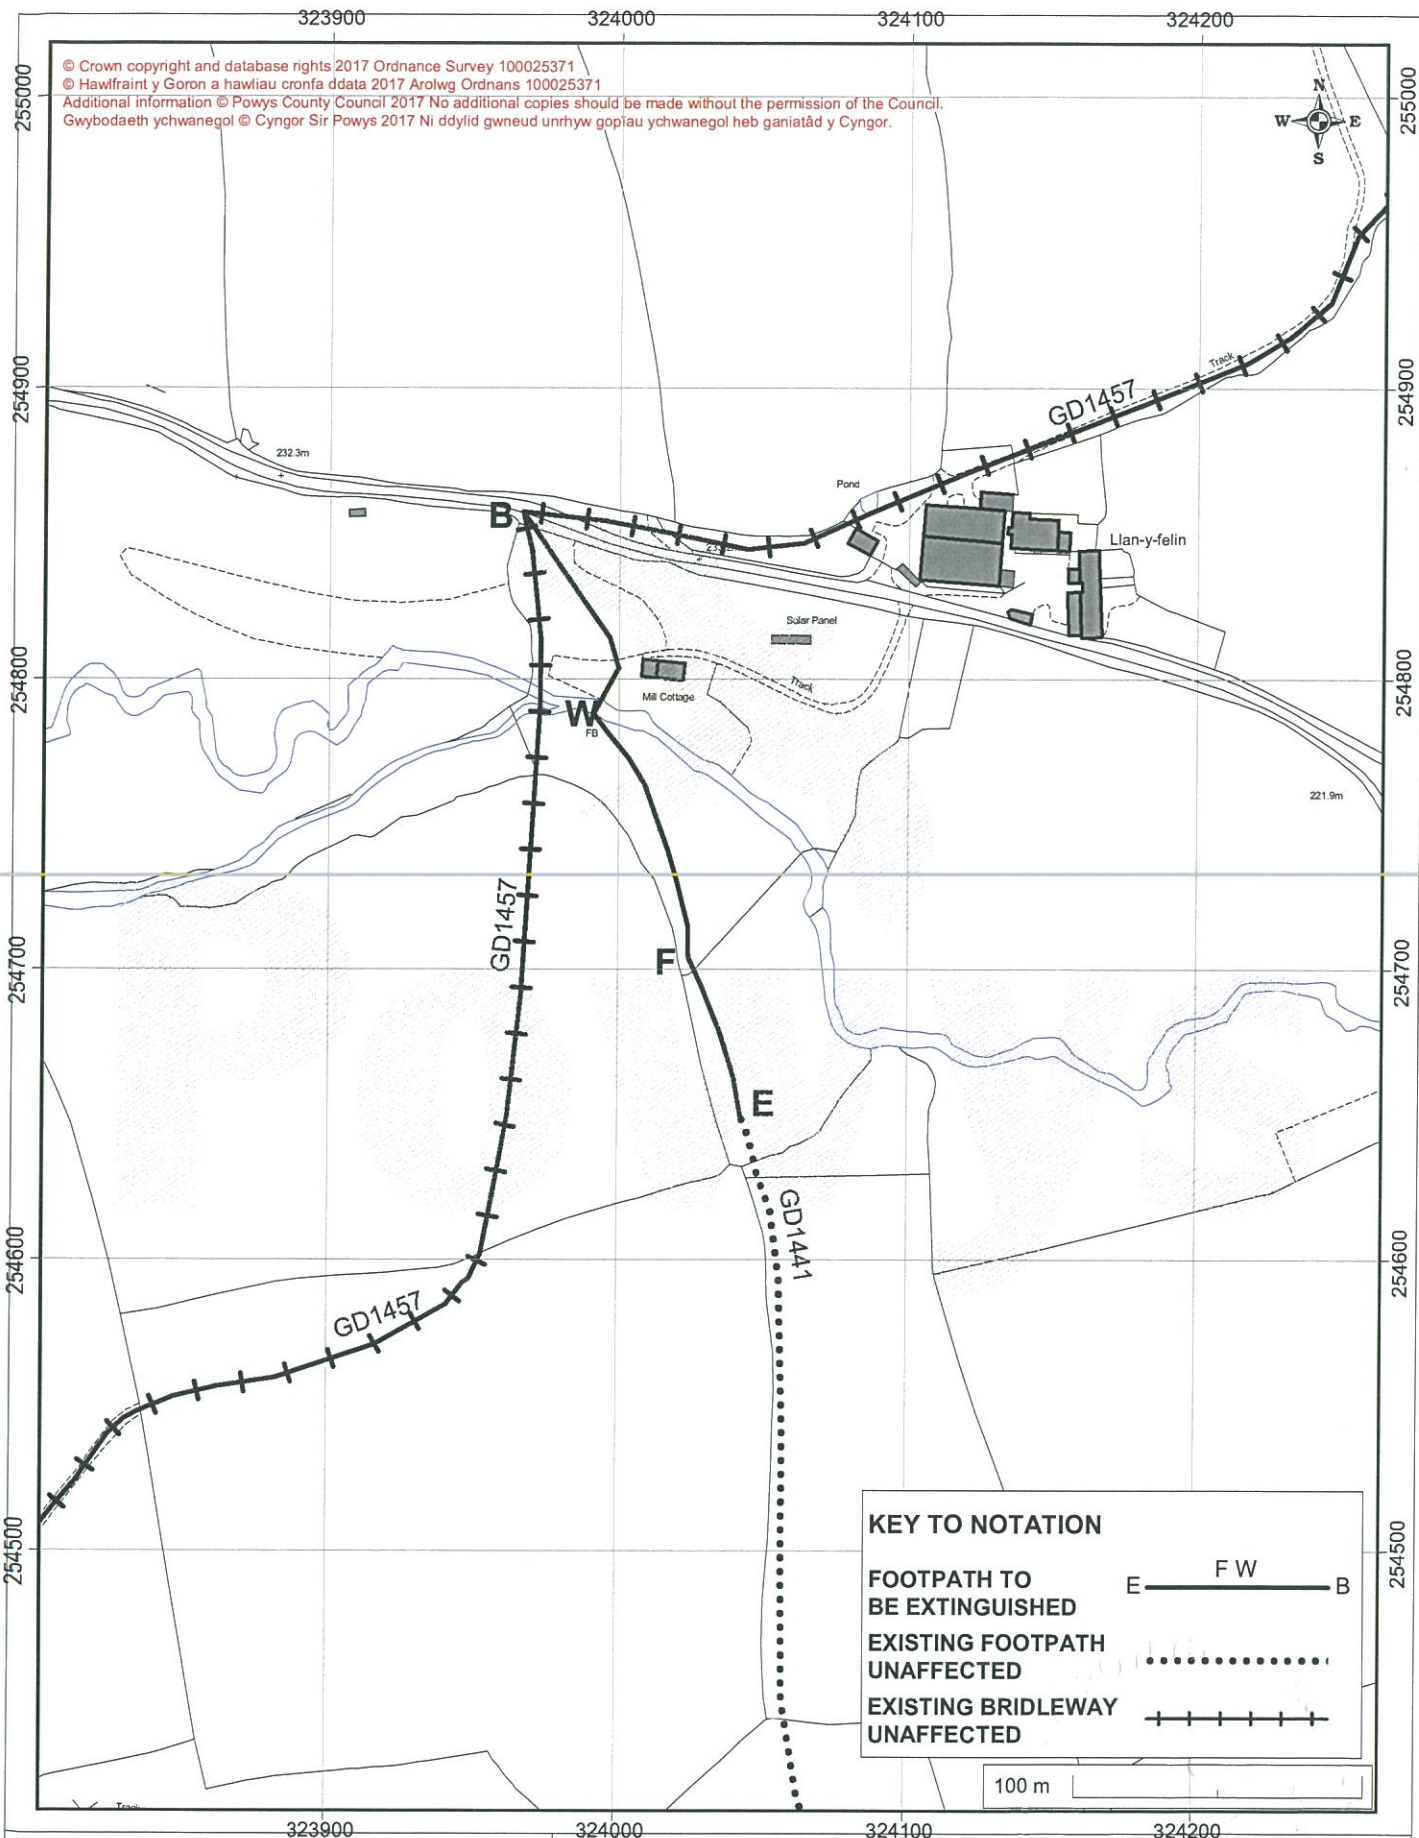 323900
324000
324100
324200
© Crown copyright and database rights 2017 Ordnance Survey 100025371
© Hawlfraint y Goron a hawliau cronfa ddata 2017 Arolwg Ordnans 100025371
Additional information © Powys County Council 2017 No additional copies should be made without the permission of the Council.
Gwybodaeth ychwanegol © Cyngor Sir Powys 2017 Ni ddylid gwneud unrhyw gopïau ychwanegol heb ganiatâd y Cyngor.
255000
255000
N
W E
S
Track
254900
254900
GD1457
232.3m
Pond
B
Llan-y-felin
Solar Panel
254800
254800
Mill Cottage
Track
W
FB
221.9m
GD1457
F
254700
254700
E
GD1441
254600
254600
GD1457
254500
254500
KEY TO NOTATION
FOOTPATH TO
BE EXTINGUISHED
E F W B
EXISTING FOOTPATH
UNAFFECTED
EXISTING BRIDLEWAY
UNAFFECTED
100 m
323900
324000
324100
324200